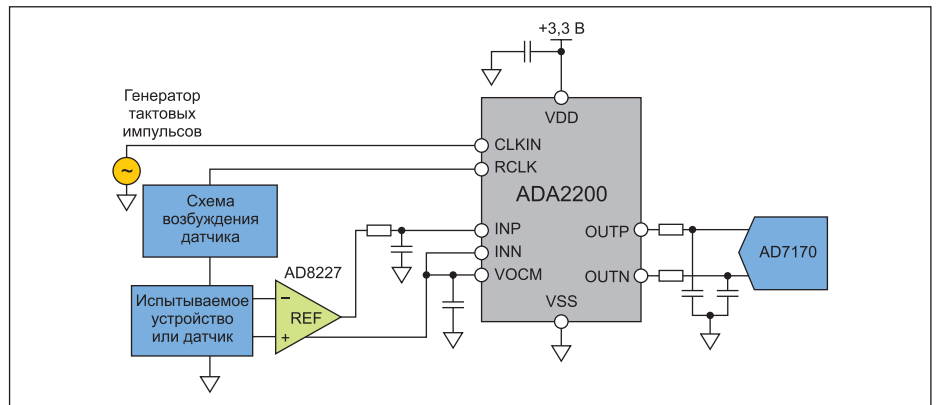 +3,3 В
Генератор
тактовых
импульсов
~
VDD
CLKIN
RCLK
ADA2200
Схема
возбуждения
датчика
INP
OUTP
INN
AD7170
AD8227
VOCM
OUTN
Испытываемое
устройство
или датчик
−
REF
+
VSS